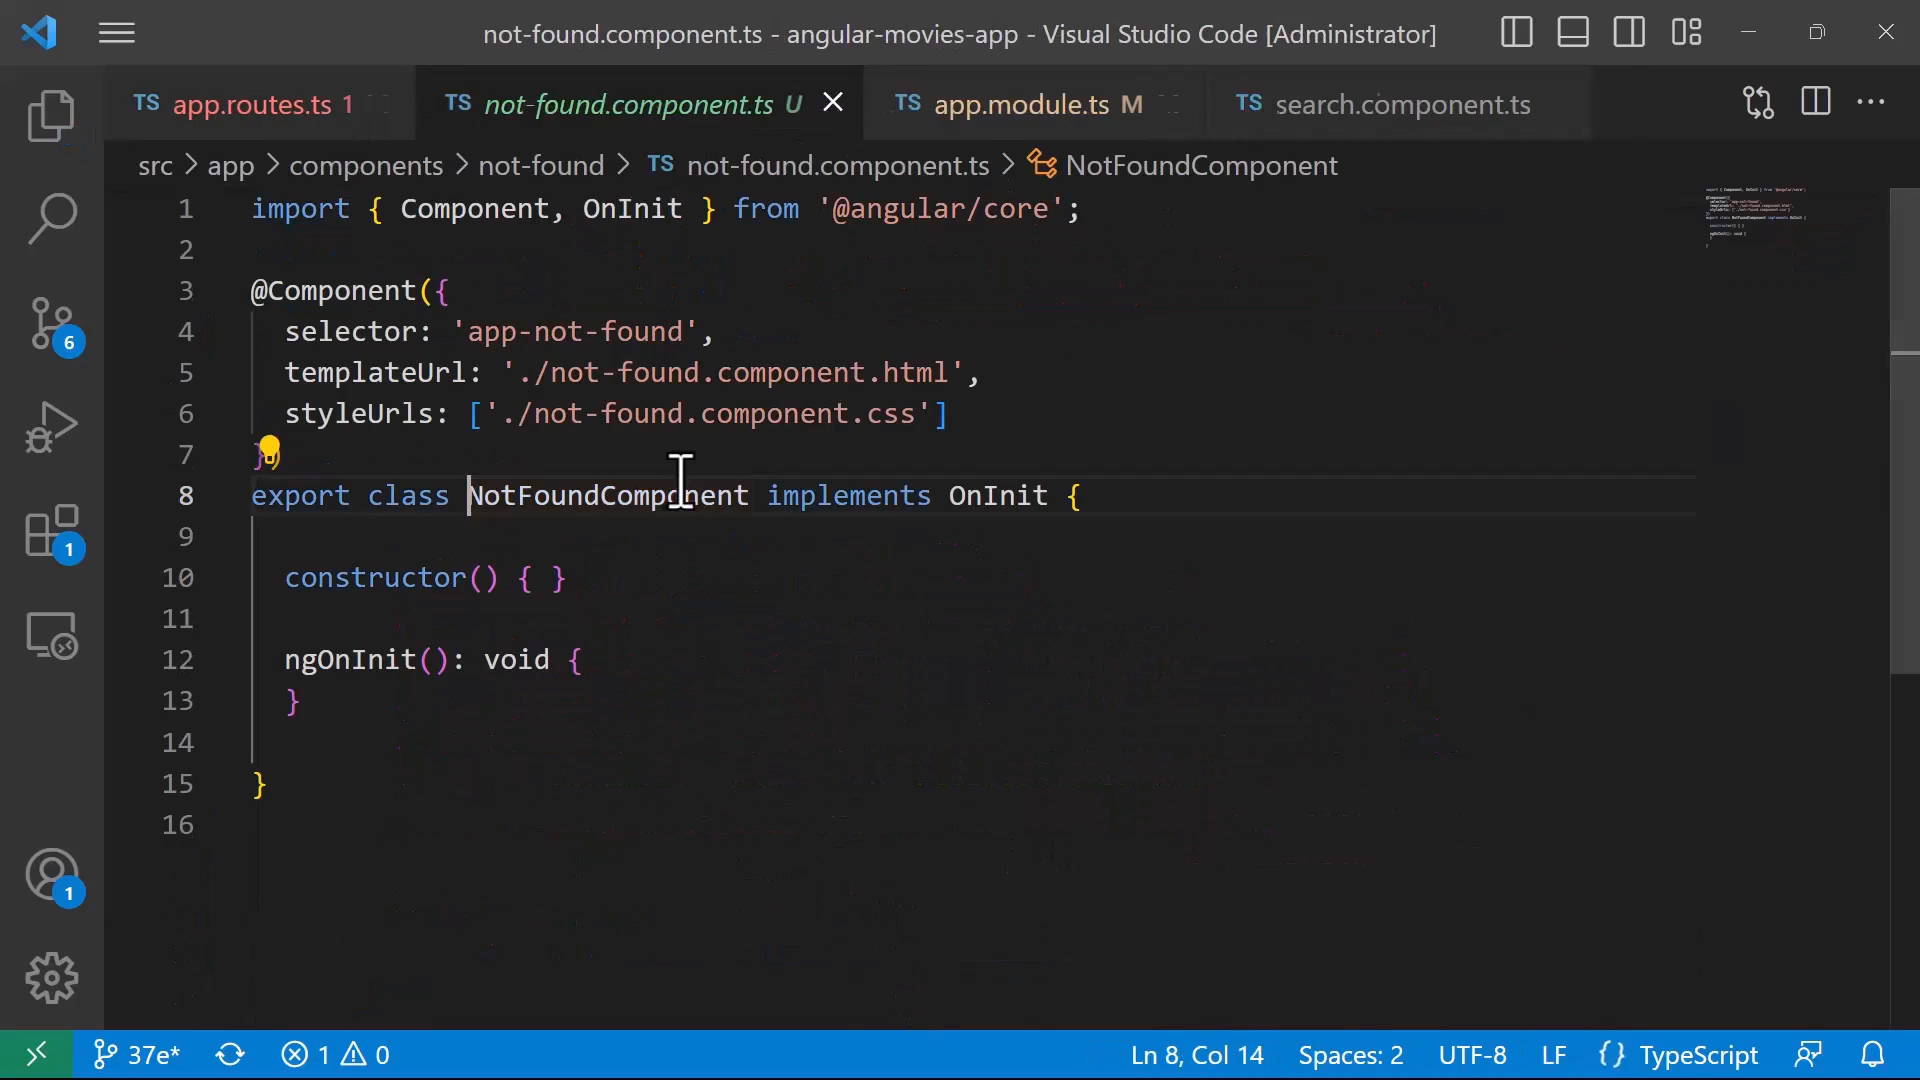 not-found.component.ts - angular-movies-app - Visual Studio Code [Administrator]
TS app.routes.ts 1 TS not-found.component.ts U TS app.module.ts M TS search.component.ts
src > app > components > not-found > TS not-found.component.ts > NotFoundComponent
1 import { Component, OnInit } from '@angular/core';
2
3 @Component({
4 selector: 'app-not-found',
5 templateUrl: './not-found.component.html',
6 styleUrls: ['./not-found.component.css']
7 })
8 export class NotFoundComponent implements OnInit {
9
10 constructor() { }
11
12 ngOnInit(): void {
13 }
14
15 }
16
6
1
1
37e* 1 0 Ln 8, Col 14 Spaces: 2 UTF-8 LF {} TypeScript